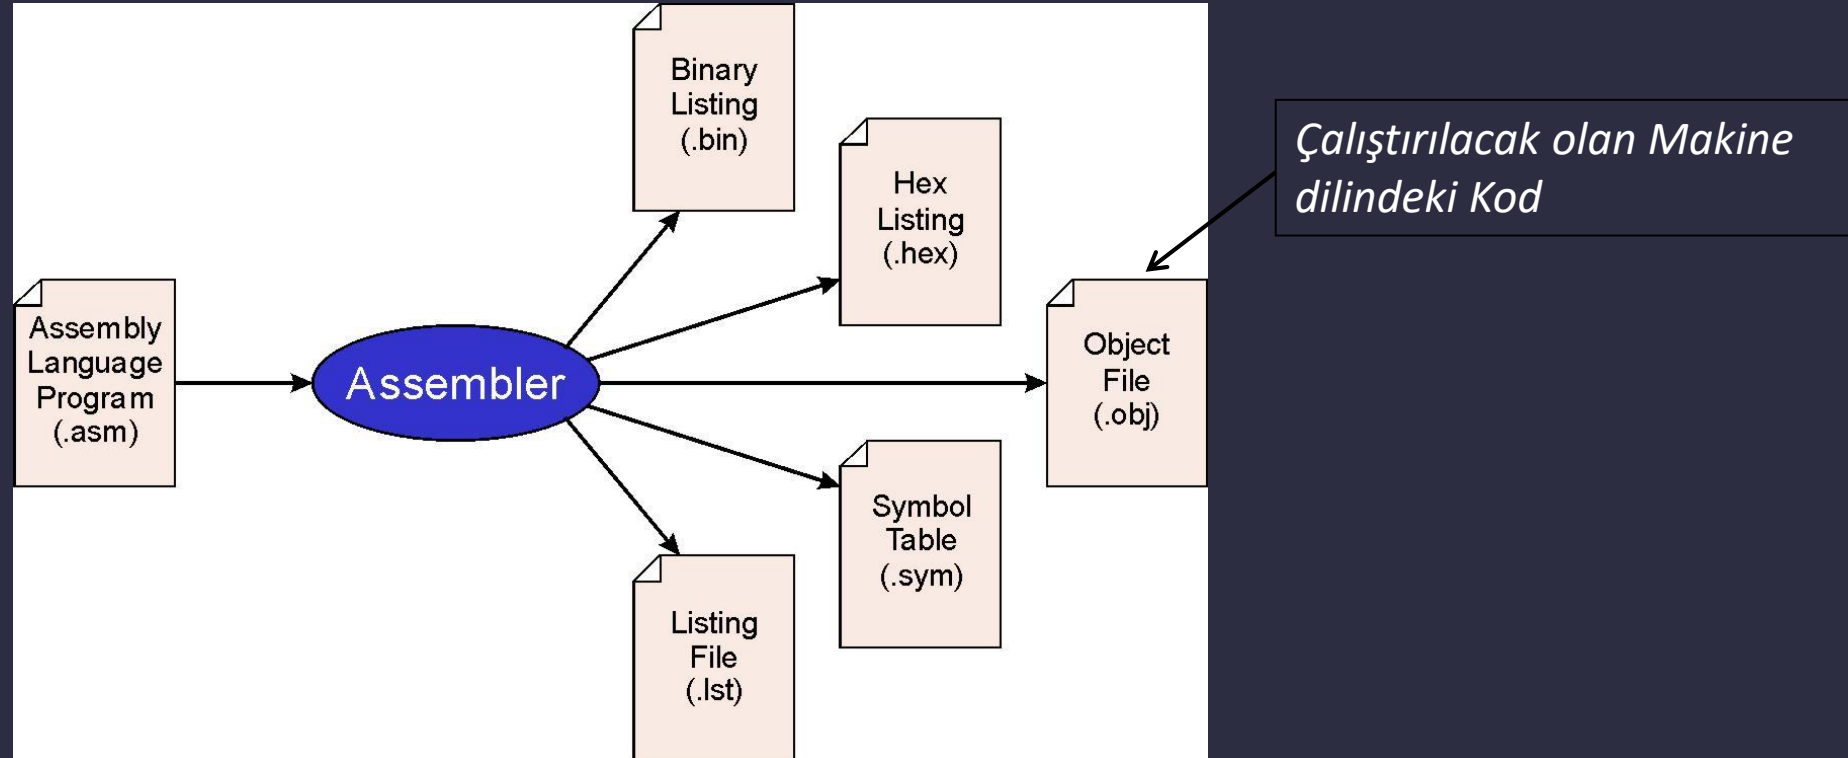 Binary
Listing
(.bin)
Hex
Listing
(.hex)
Çalıştırılacak olan Makine
dilindeki Kod
Assembly
Language
Program
(.asm)
Assembler
Object
File
(.obj)
Symbol
Table
(.sym)
Listing
File
(.lst)